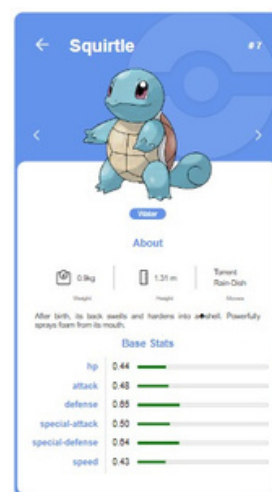 Squirtle #7
Water
About
0.9kg 1.31 m Torrent
Rain-Dish
Weight Height Moves
After birth, its back swells and hardens into a shell. Powerfully
sprays foam from its mouth.
Base Stats
hp 0.44
attack 0.48
defense 0.65
special-attack 0.50
special-defense 0.64
speed 0.43